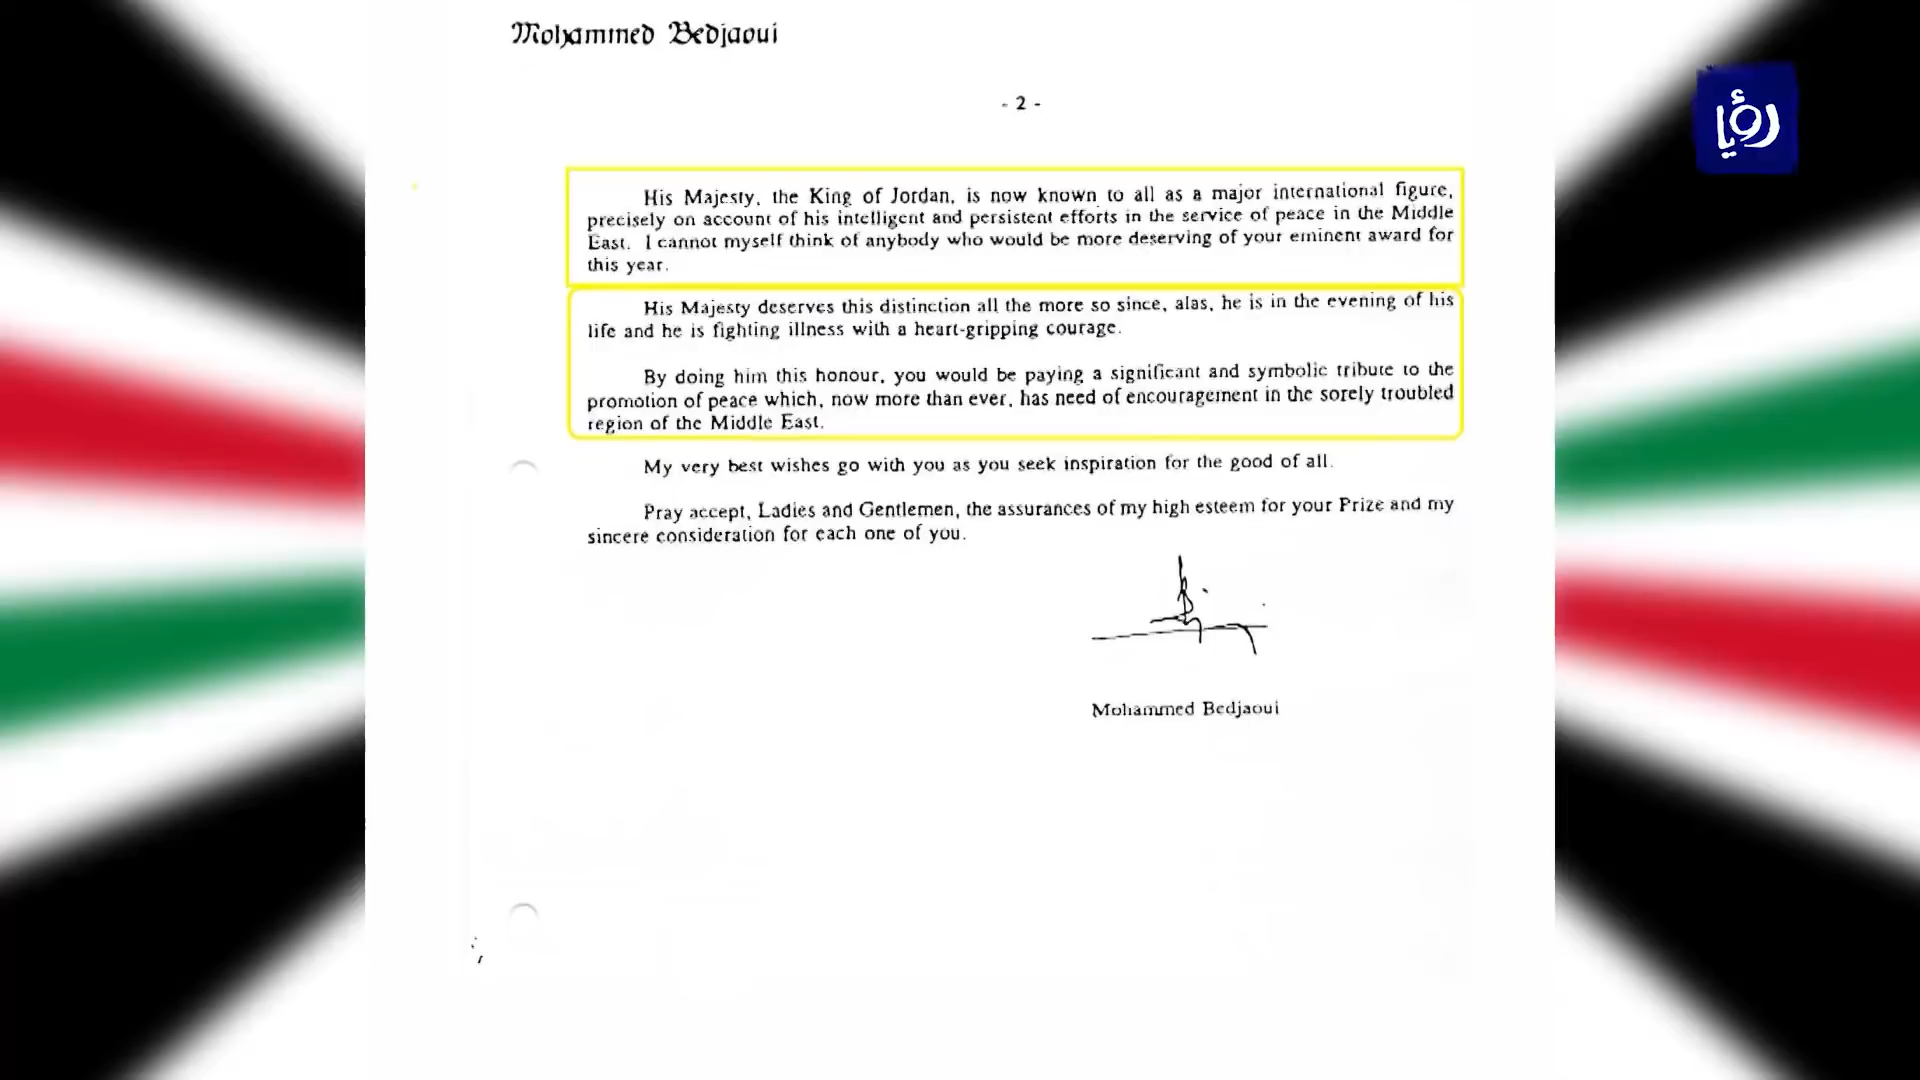 Mohammed Bedjaoui
رؤيا
- 2 -
His Majesty, the King of Jordan, is now known to all as a major international figure,
precisely on account of his intelligent and persistent efforts in the service of peace in the Middle
East. I cannot myself think of anybody who would be more deserving of your eminent award for
this year.
His Majesty deserves this distinction all the more so since, alas, he is in the evening of his
life and he is fighting illness with a heart-gripping courage.
By doing him this honour, you would be paying a significant and symbolic tribute to the
promotion of peace which, now more than ever, has need of encouragement in the sorely troubled
region of the Middle East.
My very best wishes go with you as you seek inspiration for the good of all.
Pray accept, Ladies and Gentlemen, the assurances of my high esteem for your Prize and my
sincere consideration for each one of you.
Mohammed Bedjaoui